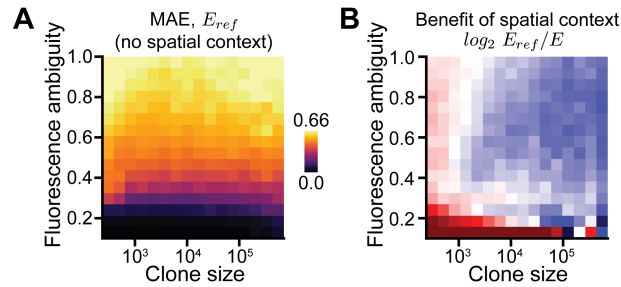 A
MAE, E_ref
(no spatial context)
Fluorescence ambiguity
1.0
0.8
0.6
0.4
0.2
10³
10⁴
10⁵
Clone size
0.66
0.0
B
Benefit of spatial context
log₂ E_ref/E
Fluorescence ambiguity
1.0
0.8
0.6
0.4
0.2
10³
10⁴
10⁵
Clone size